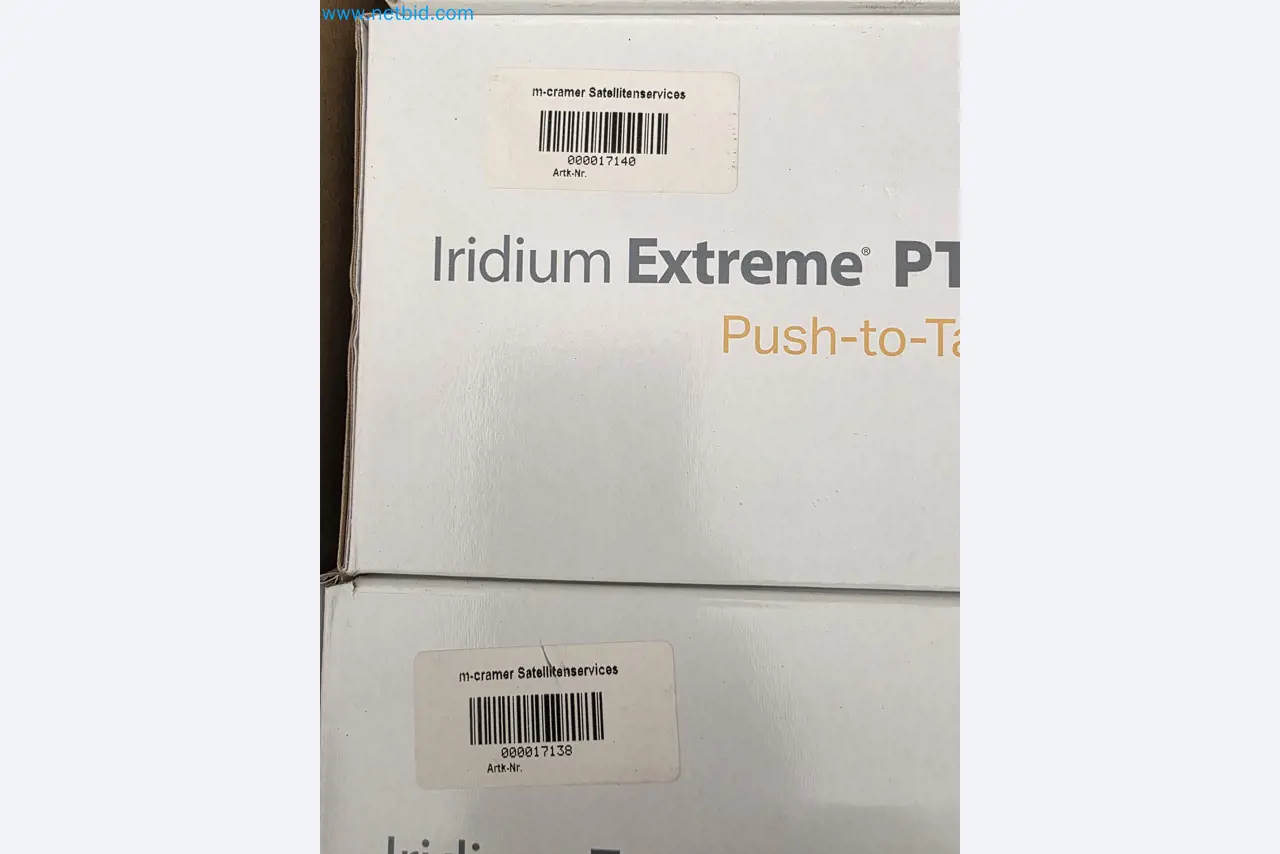 www.netbid.com
m-cramer Satellitenservices
000017140
Artk-Nr.
Iridium Extreme® PT
Push-to-Ta
m-cramer Satellitenservices
000017138
Artk-Nr.
Iridium